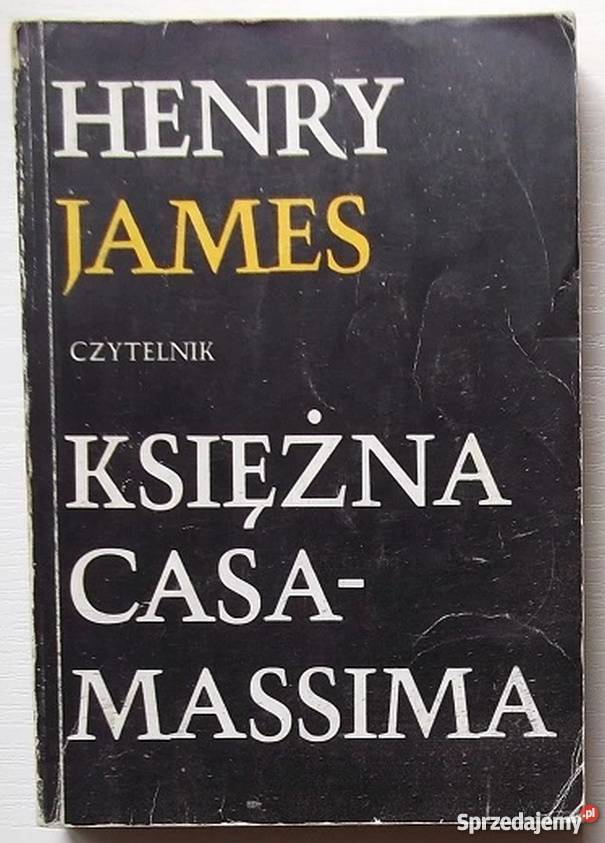 HENRY
JAMES
CZYTELNIK
KSIĘŻNA
CASA-
MASSIMA
Sprzedajemy.pl